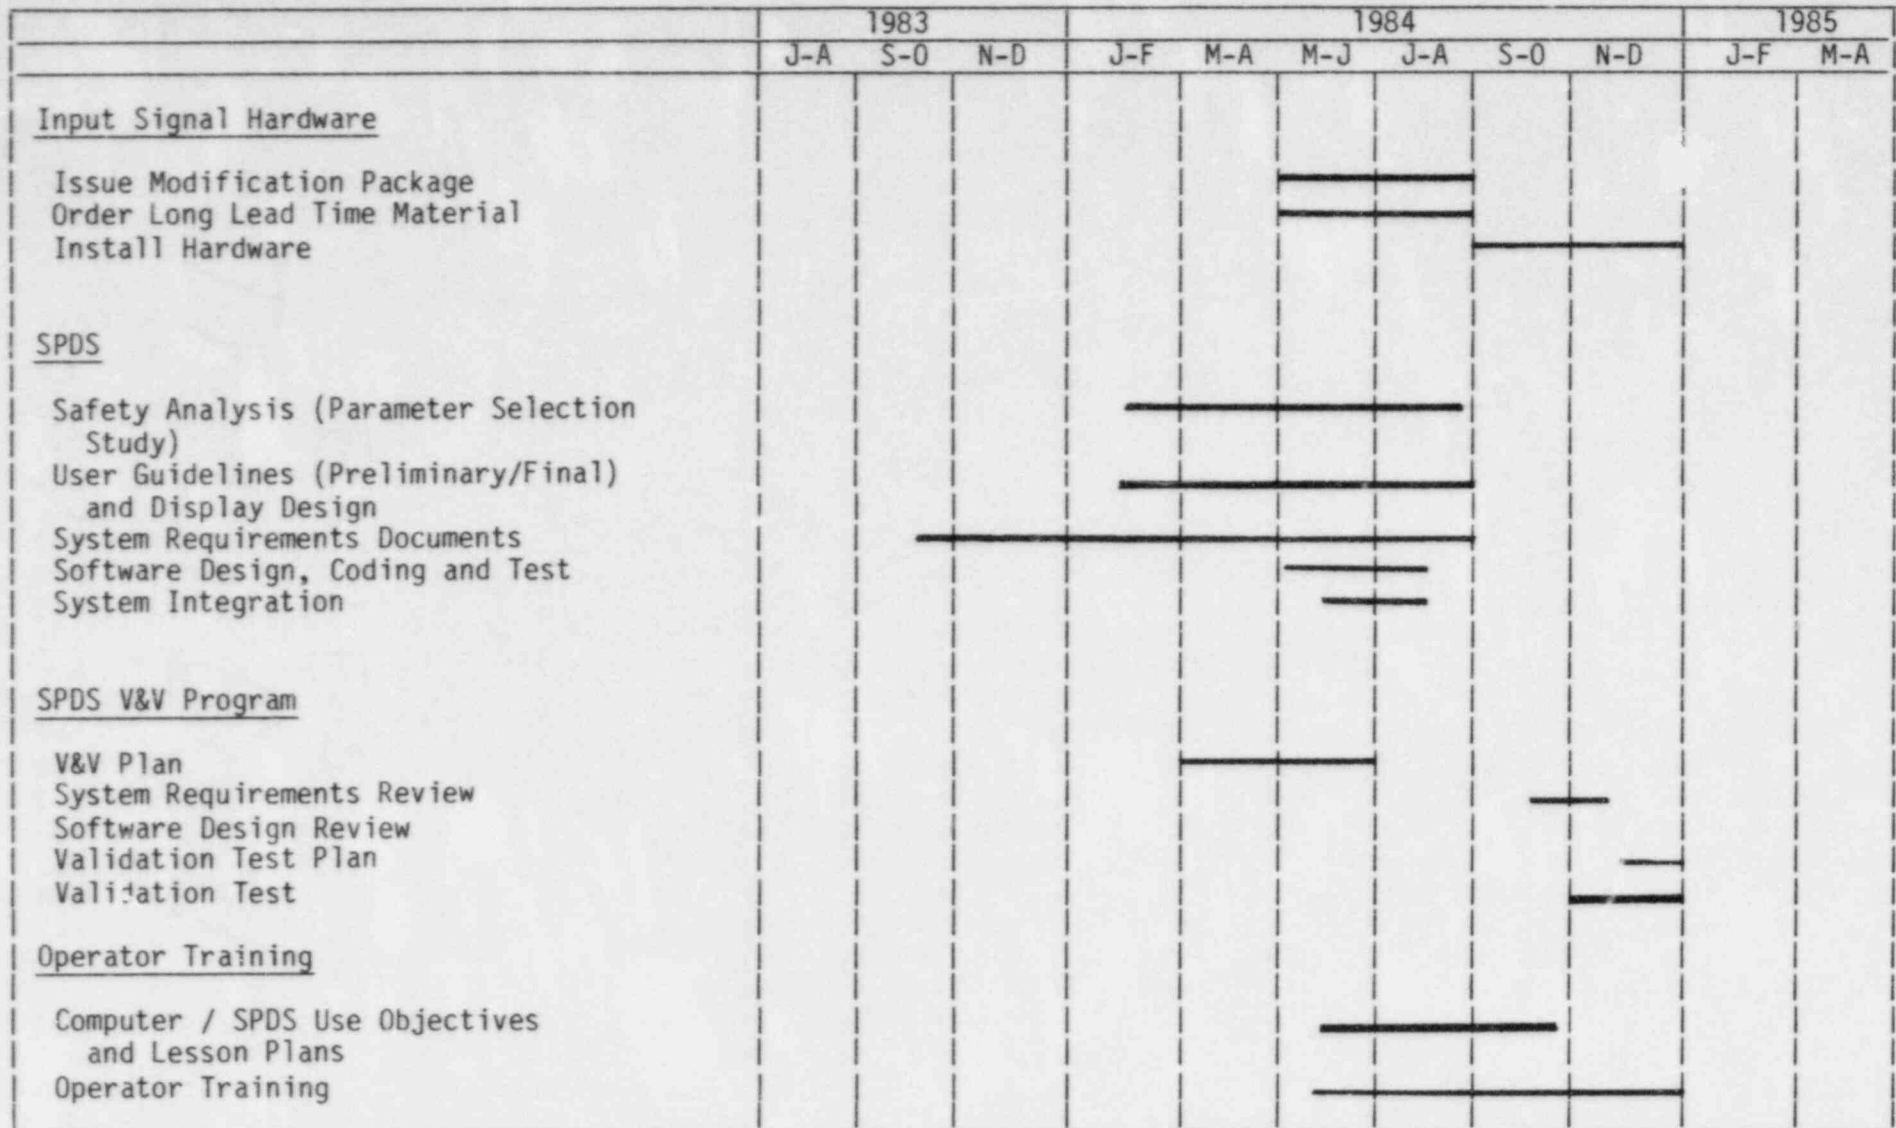 1983 1984 1985
J-A S-O N-D J-F M-A M-J J-A S-O N-D J-F M-A
Input Signal Hardware
Issue Modification Package
Order Long Lead Time Material
Install Hardware
SPDS
Safety Analysis (Parameter Selection
Study)
User Guidelines (Preliminary/Final)
and Display Design
System Requirements Documents
Software Design, Coding and Test
System Integration
SPDS V&V Program
V&V Plan
System Requirements Review
Software Design Review
Validation Test Plan
Validation Test
Operator Training
Computer / SPDS Use Objectives
and Lesson Plans
Operator Training